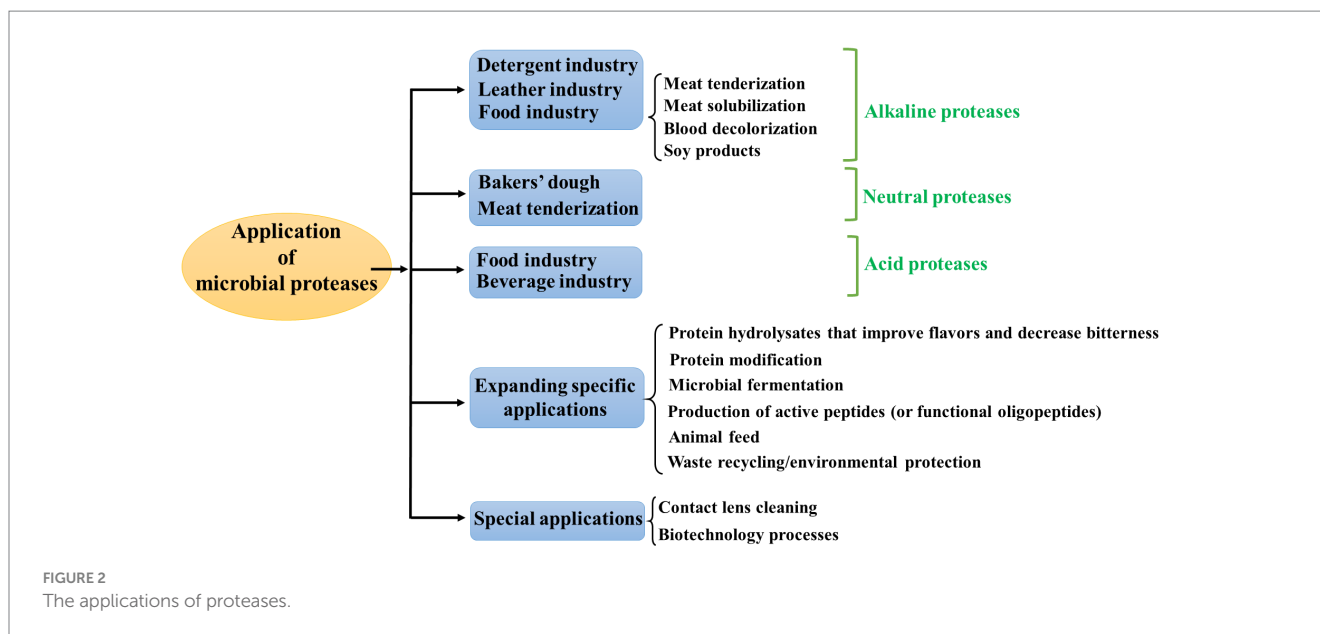 Application
of
microbial proteases
Detergent industry
Leather industry
Food industry
Meat tenderization
Meat solubilization
Blood decolorization
Soy products
Alkaline proteases
Bakers' dough
Meat tenderization
Neutral proteases
Food industry
Beverage industry
Acid proteases
Expanding specific
applications
Protein hydrolysates that improve flavors and decrease bitterness
Protein modification
Microbial fermentation
Production of active peptides (or functional oligopeptides)
Animal feed
Waste recycling/environmental protection
Special applications
Contact lens cleaning
Biotechnology processes
FIGURE 2
The applications of proteases.